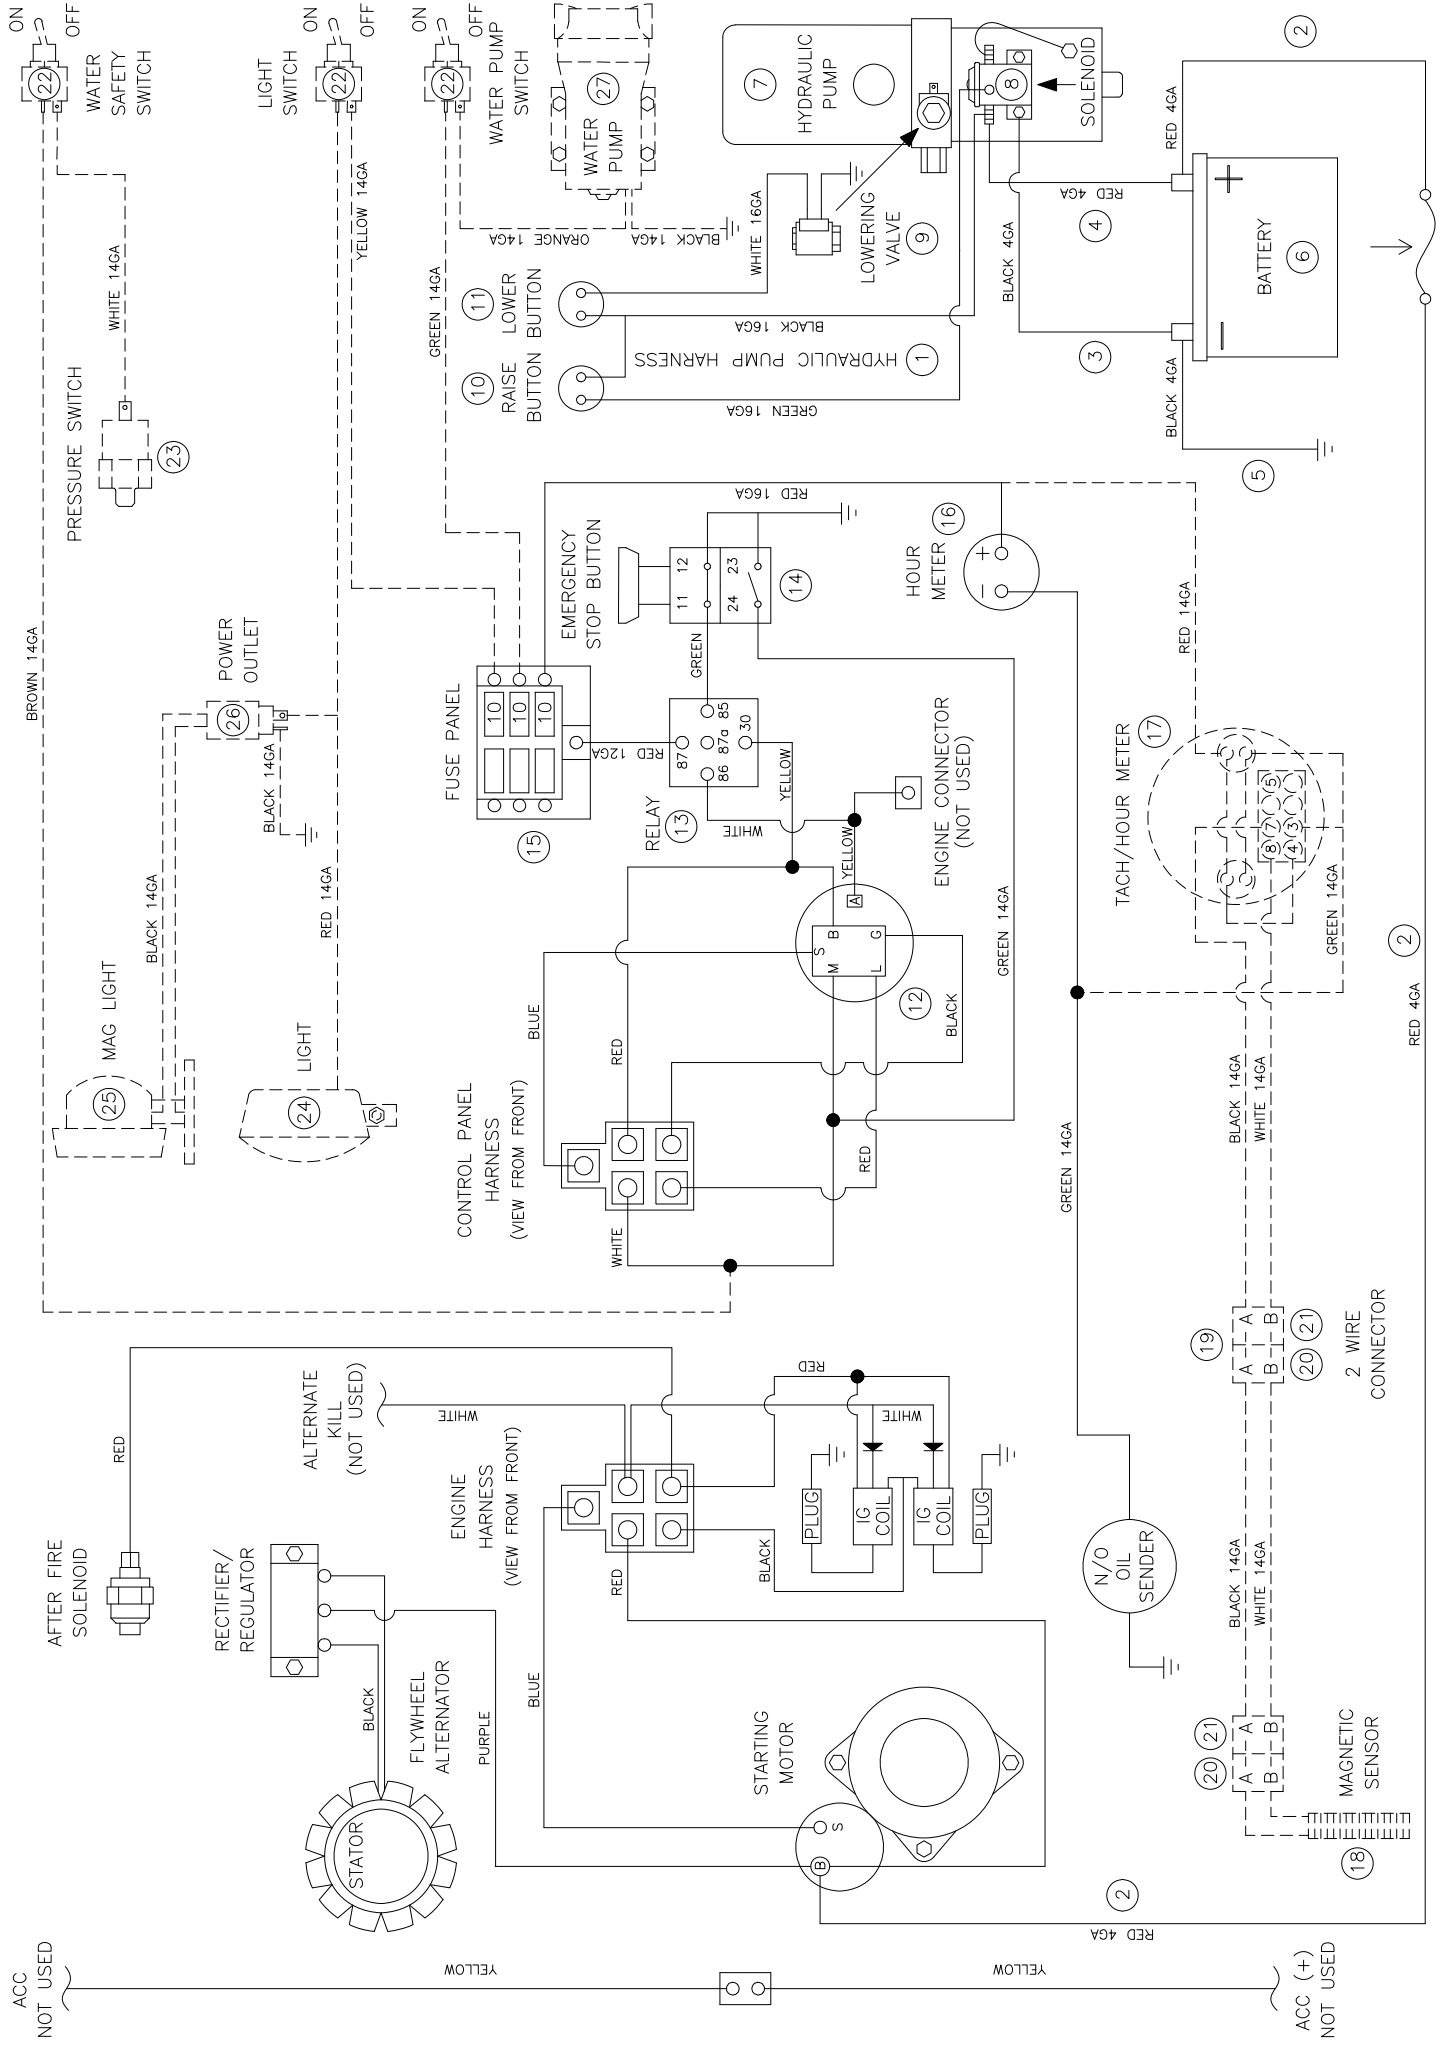 ON
OFF
22
WATER
SAFETY
SWITCH
ON
OFF
22
LIGHT
SWITCH
ON
OFF
22
WATER PUMP
SWITCH
27
WATER
PUMP
7
HYDRAULIC
PUMP
8
SOLENOID
2
RED 4GA
RED 4GA
4
BLACK 4GA
BATTERY
6
3
BLACK 4GA
5
WHITE 14GA
YELLOW 14GA
ORANGE 14GA
BLACK 14GA
WHITE 16GA
LOWERING
VALVE
9
GREEN 14GA
11
LOWER
BUTTON
10
RAISE
BUTTON
BLACK 16GA
HYDRAULIC PUMP HARNESS
1
GREEN 16GA
PRESSURE SWITCH
23
BROWN 14GA
RED 16GA
EMERGENCY
STOP BUTTON
11
12
24
23
14
HOUR
METER
16
+
−
RED 14GA
POWER
OUTLET
26
BLACK 14GA
FUSE PANEL
10
10
10
15
RED 12GA
GREEN
87
87a
85
86
30
RELAY
13
WHITE
YELLOW
YELLOW
ENGINE CONNECTOR
(NOT USED)
TACH/HOUR METER
17
8
7
5
4
3
GREEN 14GA
BLACK 14GA
RED 14GA
MAG LIGHT
25
LIGHT
24
BLUE
RED
A
S
M
B
L
G
12
BLACK
GREEN 14GA
2
RED 4GA
CONTROL PANEL
HARNESS
(VIEW FROM FRONT)
WHITE
RED
GREEN 14GA
BLACK 14GA
WHITE 14GA
19
A
A
B
B
20
21
2 WIRE
CONNECTOR
RED
AFTER FIRE
SOLENOID
ALTERNATE
KILL
(NOT USED)
WHITE
RED
WHITE
ENGINE
HARNESS
(VIEW FROM FRONT)
RED
BLACK
PLUG
IG
COIL
IG
COIL
PLUG
N/O
OIL
SENDER
BLACK 14GA
WHITE 14GA
RECTIFIER/
REGULATOR
BLACK
FLYWHEEL
ALTERNATOR
STATOR
PURPLE
BLUE
STARTING
MOTOR
S
B
20
21
A
A
B
B
MAGNETIC
SENSOR
18
2
RED 4GA
ACC
NOT USED
YELLOW
YELLOW
ACC (+)
NOT USED